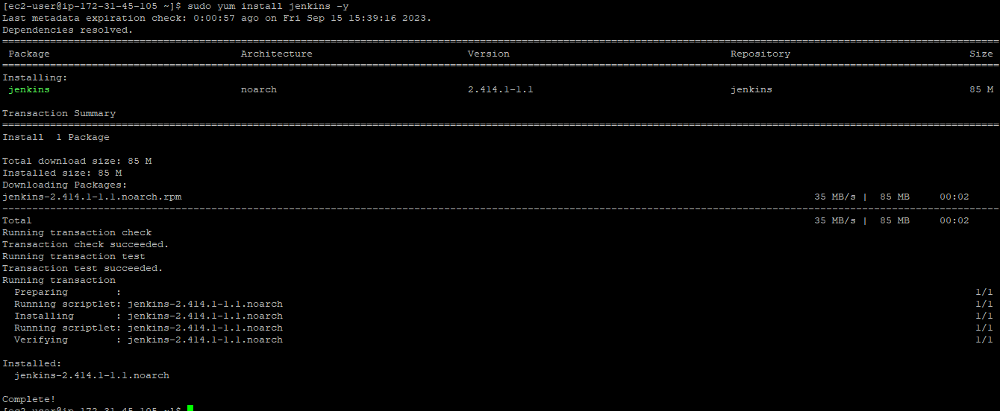 [ec2-user@ip-172-31-45-105 ~]$ sudo yum install jenkins -y
Last metadata expiration check: 0:00:57 ago on Fri Sep 15 15:39:16 2023.
Dependencies resolved.
Package Architecture Version Repository Size
Installing:
jenkins noarch 2.414.1-1.1 jenkins 85 M
Transaction Summary
Install 1 Package
Total download size: 85 M
Installed size: 85 M
Downloading Packages:
jenkins-2.414.1-1.1.noarch.rpm 35 MB/s | 85 MB 00:02
Total 35 MB/s | 85 MB 00:02
Running transaction check
Transaction check succeeded.
Running transaction test
Transaction test succeeded.
Running transaction
Preparing : 1/1
Running scriptlet: jenkins-2.414.1-1.1.noarch 1/1
Installing : jenkins-2.414.1-1.1.noarch 1/1
Running scriptlet: jenkins-2.414.1-1.1.noarch 1/1
Verifying : jenkins-2.414.1-1.1.noarch 1/1
Installed:
jenkins-2.414.1-1.1.noarch
Complete!
[ec2-user@ip-172-31-45-105 ~]$